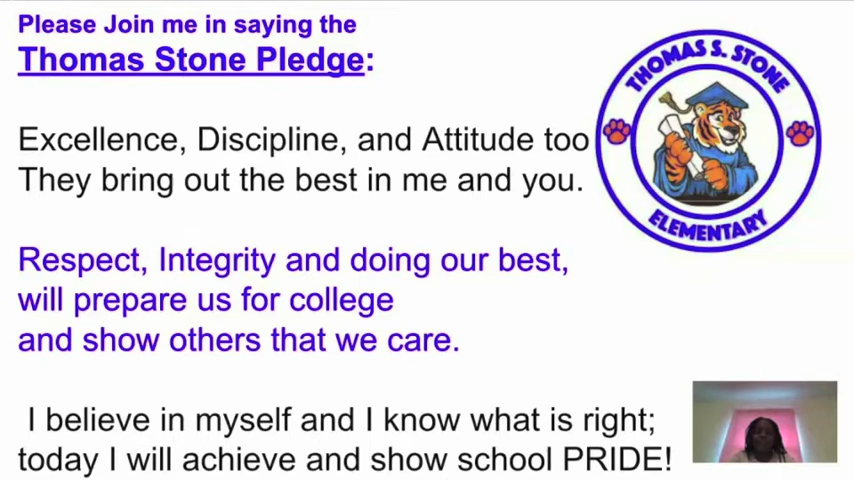 Please Join me in saying the
Thomas Stone Pledge:
Excellence, Discipline, and Attitude too
They bring out the best in me and you.
Respect, Integrity and doing our best,
will prepare us for college
and show others that we care.
I believe in myself and I know what is right;
today I will achieve and show school PRIDE!
THOMAS S. STONE
ELEMENTARY